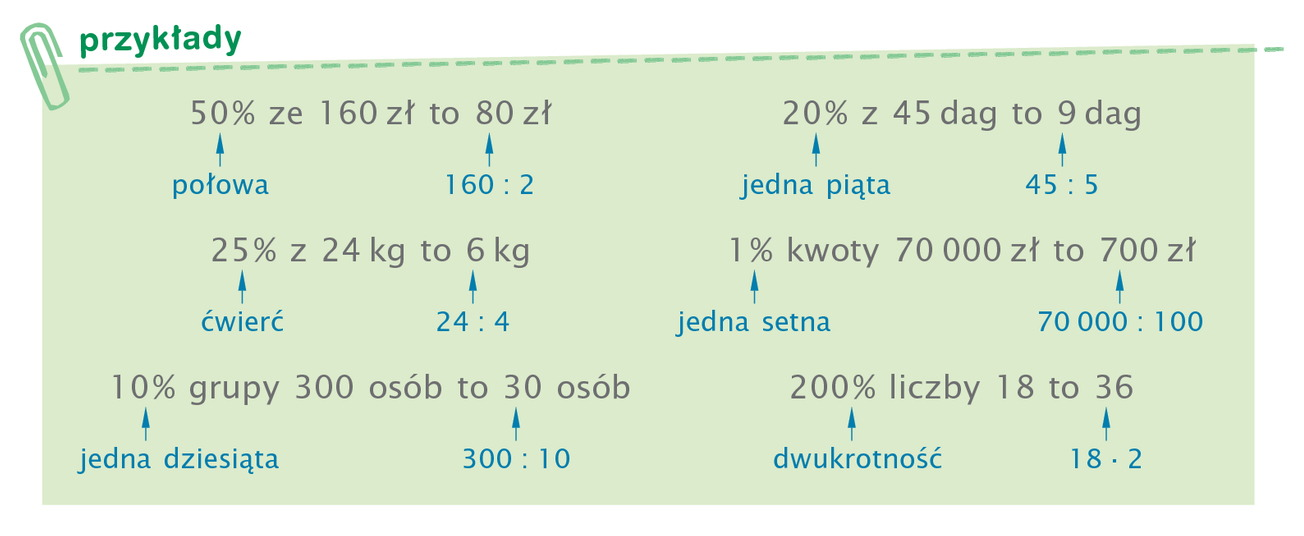 przykłady
50% ze 160 zł to 80 zł
połowa
160 : 2
20% z 45 dag to 9 dag
jedna piąta
45 : 5
25% z 24 kg to 6 kg
ćwierć
24 : 4
1% kwoty 70 000 zł to 700 zł
jedna setna
70 000 : 100
10% grupy 300 osób to 30 osób
jedna dziesiąta
300 : 10
200% liczby 18 to 36
dwukrotność
18 · 2